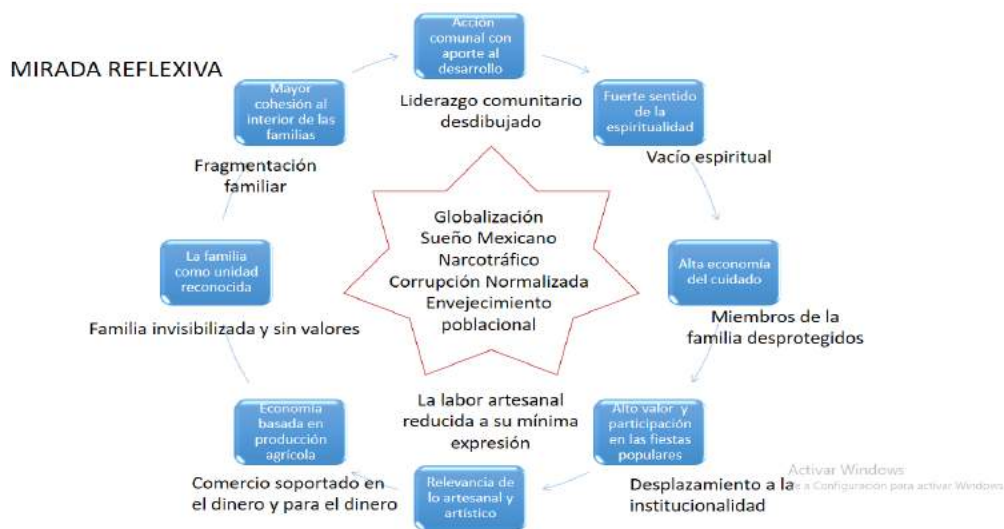 MIRADA REFLEXIVA
Acción
comunal con
aporte al
desarrollo
Liderazgo comunitario
desdibujado
Fuerte sentido
de la
espiritualidad
Vacío espiritual
Alta economía
del cuidado
Miembros de la
familia desprotegidos
Alto valor y
participación
en las fiestas
populares
Desplazamiento a la
institucionalidad
Relevancia de
lo artesanal y
artístico
La labor artesanal
reducida a su mínima
expresión
Economía
basada en
producción
agrícola
Comercio soportado en
el dinero y para el dinero
La familia
como unidad
reconocida
Familia invisibilizada y sin valores
Mayor
cohesión al
interior de las
familias
Fragmentación
familiar
Globalización
Sueño Mexicano
Narcotráfico
Corrupción Normalizada
Envejecimiento
poblacional
Activar Windows
a Configuración para activar Windows